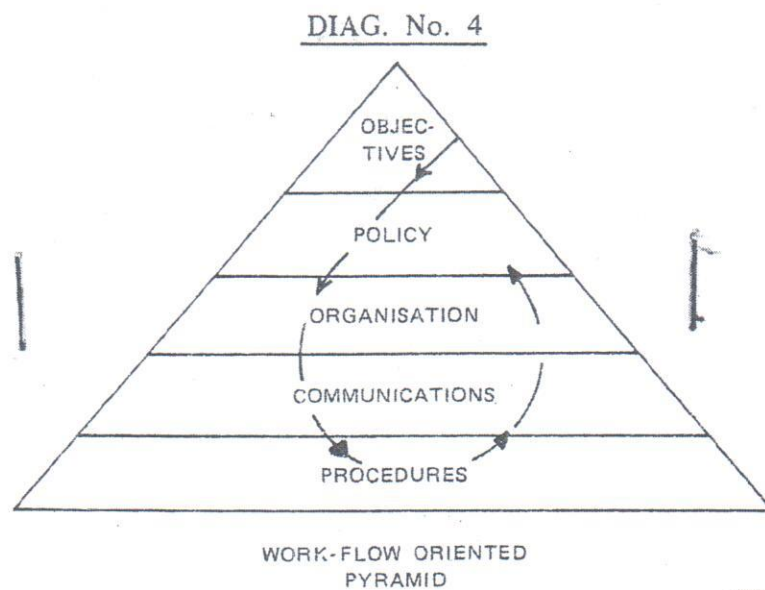 DIAG. No. 4
OBJEC-
TIVES
POLICY
ORGANISATION
COMMUNICATIONS
PROCEDURES
WORK-FLOW ORIENTED
PYRAMID